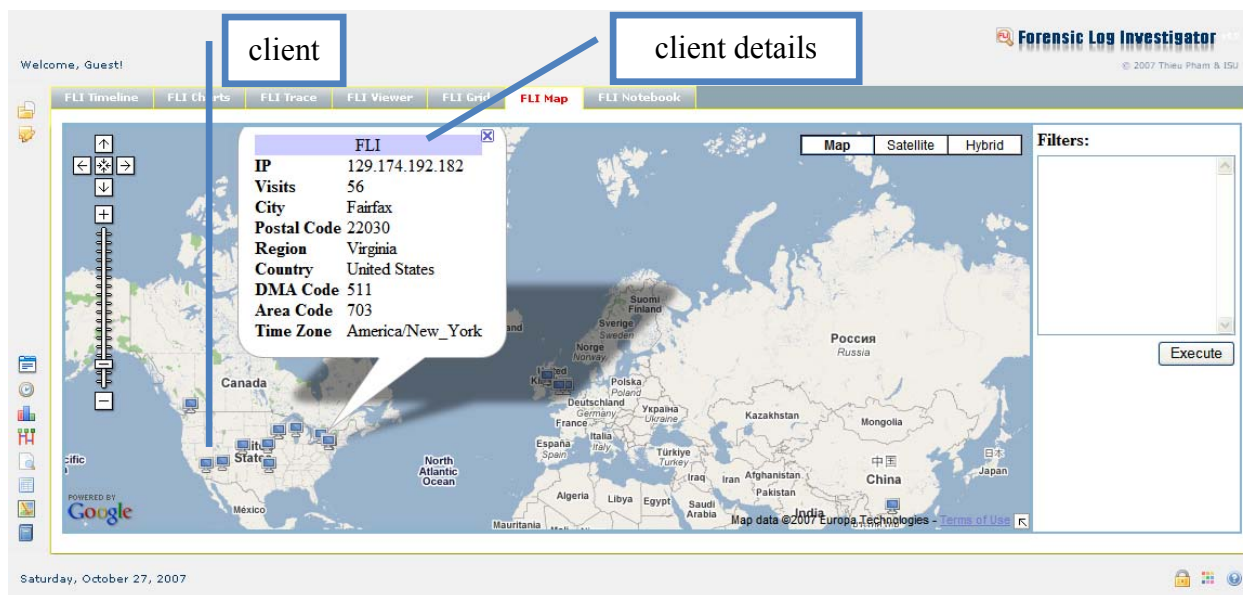 client
client details
Forensic Log Investigator
Welcome, Guest!
© 2007 Thieu Pham & ISU
FLI Timeline
FLI Charts
FLI Trace
FLI Viewer
FLI Grid
FLI Map
FLI Notebook
FLI
IP 129.174.192.182
Visits 56
City Fairfax
Postal Code 22030
Region Virginia
Country United States
DMA Code 511
Area Code 703
Time Zone America/New_York
Map
Satellite
Hybrid
Filters:
Execute
Suomi
Finland
Sverige
Sweden
Norge
Norway
Россия
Russia
Canada
Polska
Poland
Deutschland
Germany
Україна
Ukraine
France
Kazakhstan
Mongolia
Italia
Italy
España
Spain
Türkiye
Turkey
日本
Japan
North
Atlantic
Ocean
Iraq
Iran
Afghanistan
Pakistan
中国
China
Algeria
Libya
Egypt
Saudi
Arabia
India
México
Mauritania
POWERED BY
Google
Map data ©2007 Europa Technologies - Terms of Use
Saturday, October 27, 2007